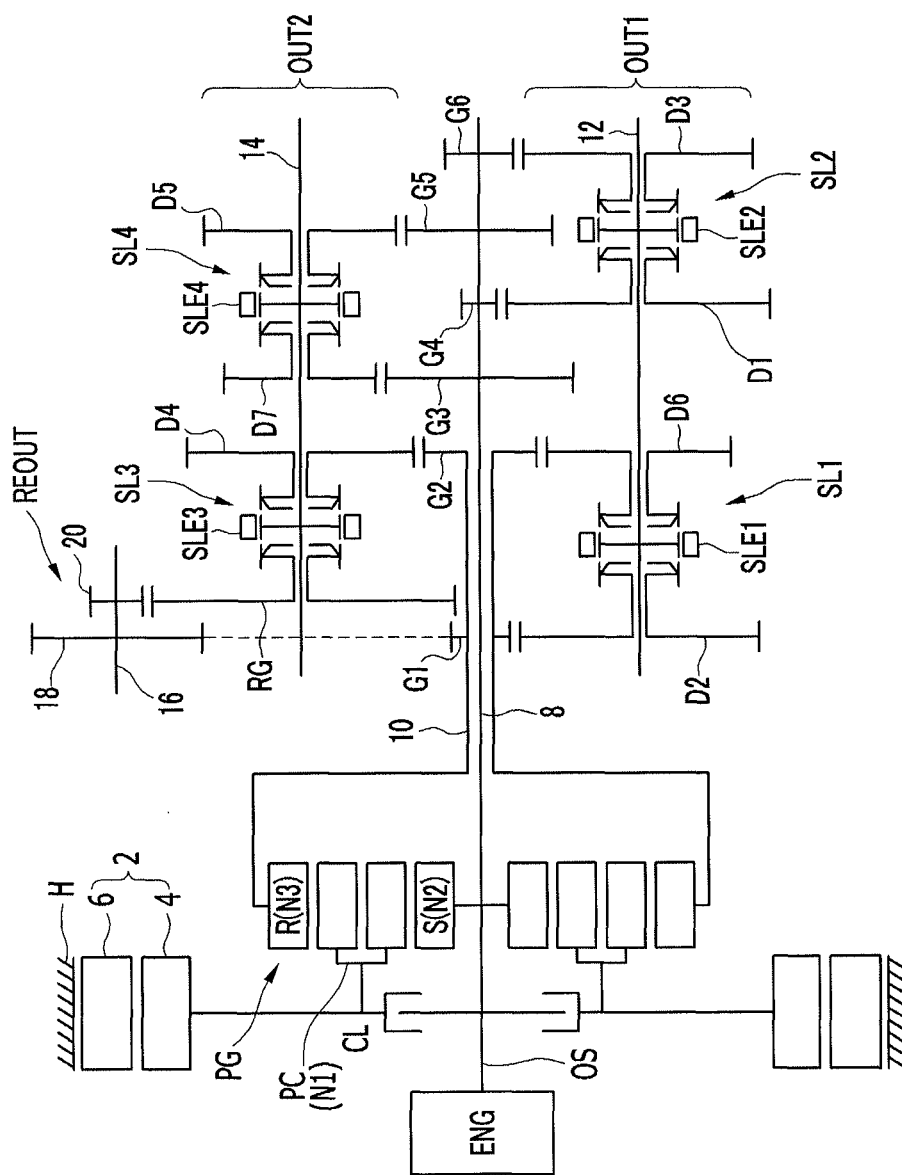 OUT2
OUT1
14
12
G6
D3
D5
G5
SL4
SL2
SLE4
SLE2
G4
D1
D7
G3
D4
D6
REOUT
G2
SL3
SL1
SLE3
SLE1
20
18
16
RG
G1
D2
10
8
2
H
6
4
R(N3)
S(N2)
PG
PC
(N1)
CL
OS
ENG